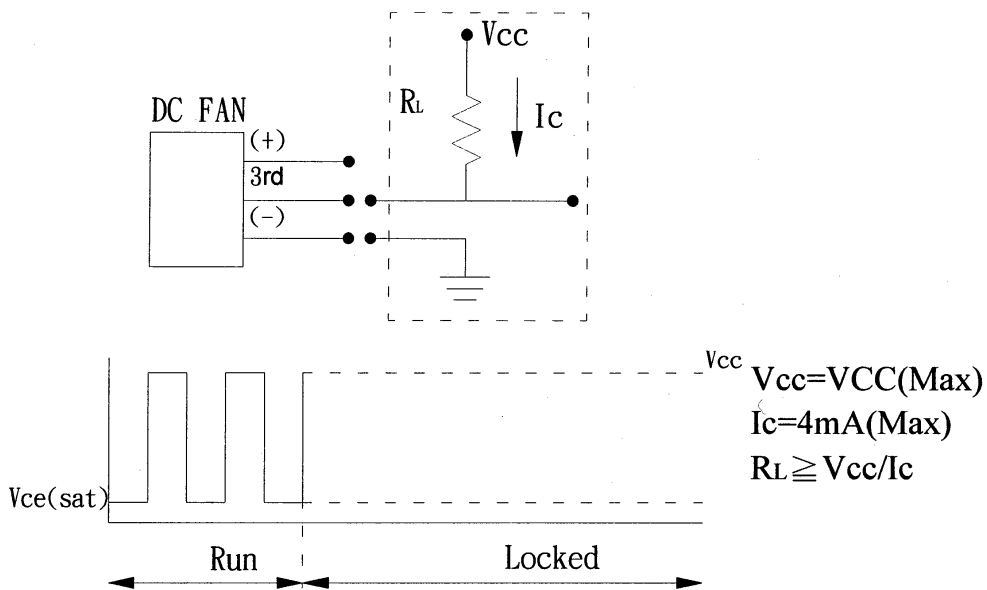 Vcc
RL
Ic
DC FAN
(+)
3rd
(-)
Vcc
Vcc=VCC(Max)
Ic=4mA(Max)
RL≧Vcc/Ic
Vce(sat)
Run
Locked